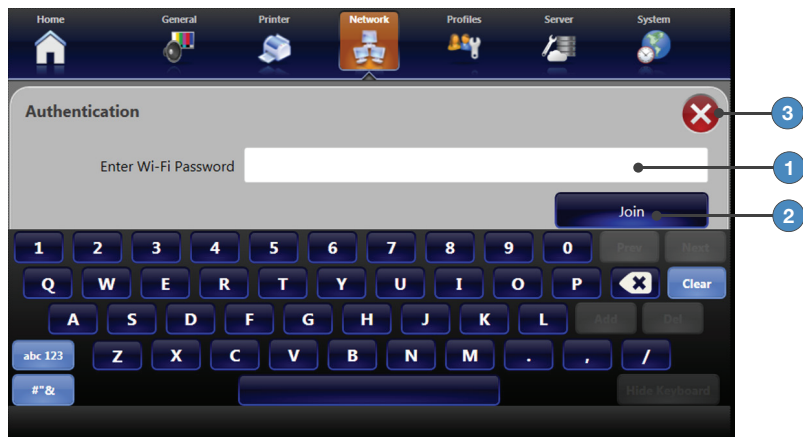 Home General Printer Network Profiles Server System
Authentication
3
Enter Wi-Fi Password
1
Join
2
1 2 3 4 5 6 7 8 9 0 Prev Next
Q W E R T Y U I O P Clear
A S D F G H J K L Add Del
abc 123 Z X C V B N M . , /
#"& Hide Keyboard